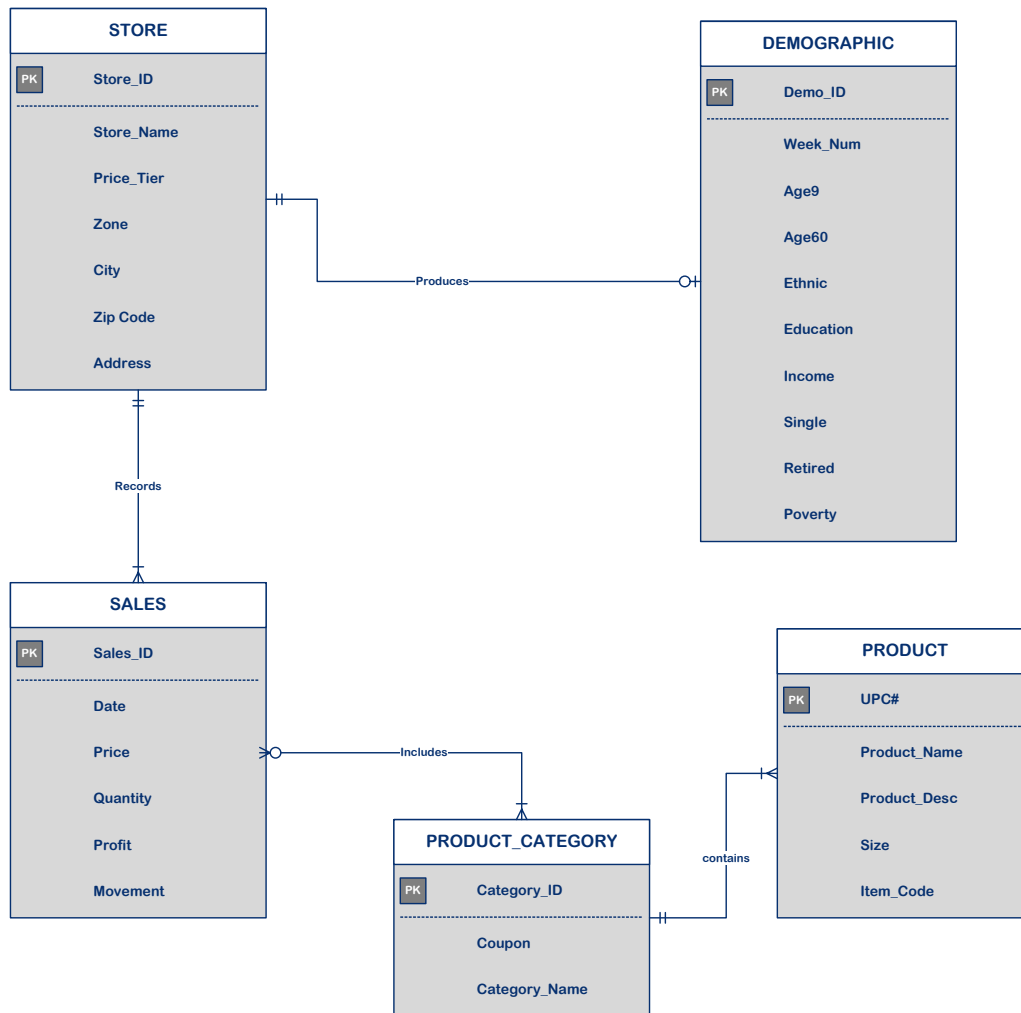 STORE
PK Store_ID
Store_Name
Price_Tier
Zone
City
Zip Code
Address
DEMOGRAPHIC
PK Demo_ID
Week_Num
Age9
Age60
Ethnic
Education
Income
Single
Retired
Poverty
Produces
Records
SALES
PK Sales_ID
Date
Price
Quantity
Profit
Movement
Includes
PRODUCT_CATEGORY
PK Category_ID
Coupon
Category_Name
contains
PRODUCT
PK UPC#
Product_Name
Product_Desc
Size
Item_Code